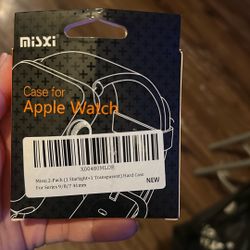 misxi
Case for
Apple Watch
Misxi 2-Pack (1 Starlight+1 Transparent) Hard Case
For Series 9/8/7 41mm
NEW